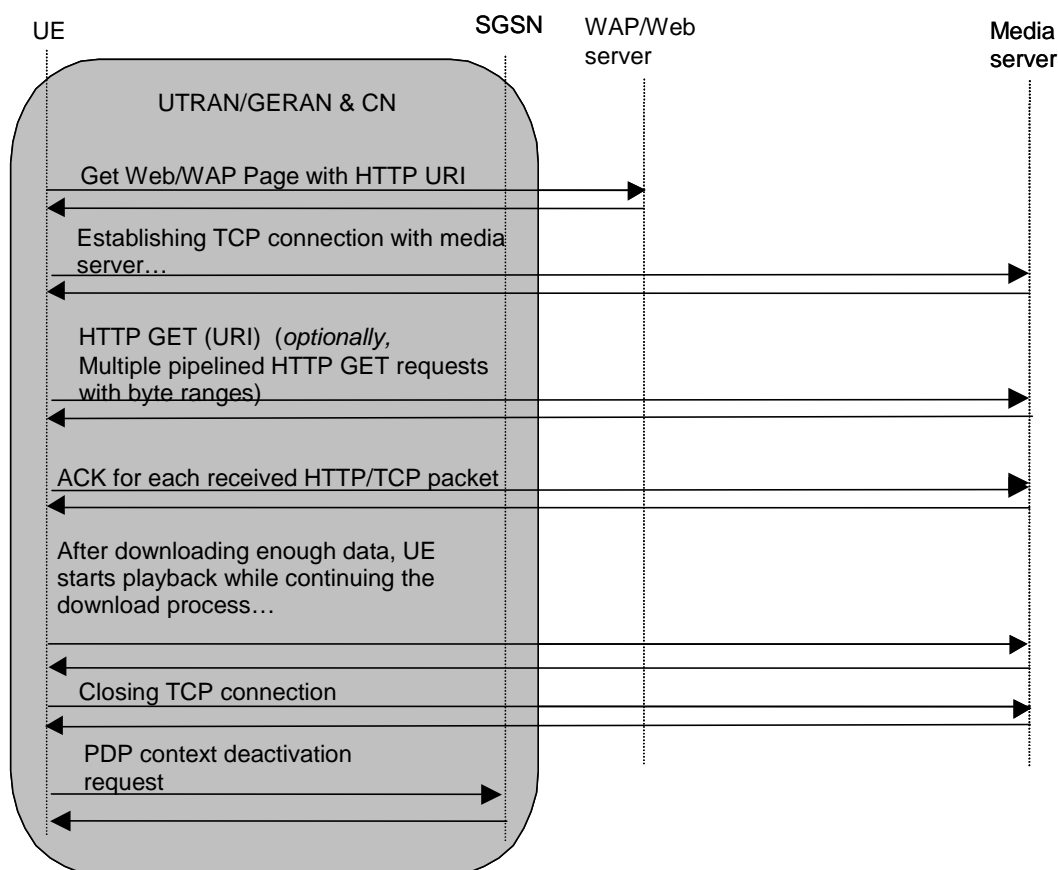 UE
SGSN
WAP/Web
server
Media
server
UTRAN/GERAN & CN
Get Web/WAP Page with HTTP URI
Establishing TCP connection with media
server…
HTTP GET (URI) (optionally,
Multiple pipelined HTTP GET requests
with byte ranges)
ACK for each received HTTP/TCP packet
After downloading enough data, UE
starts playback while continuing the
download process…
Closing TCP connection
PDP context deactivation
request